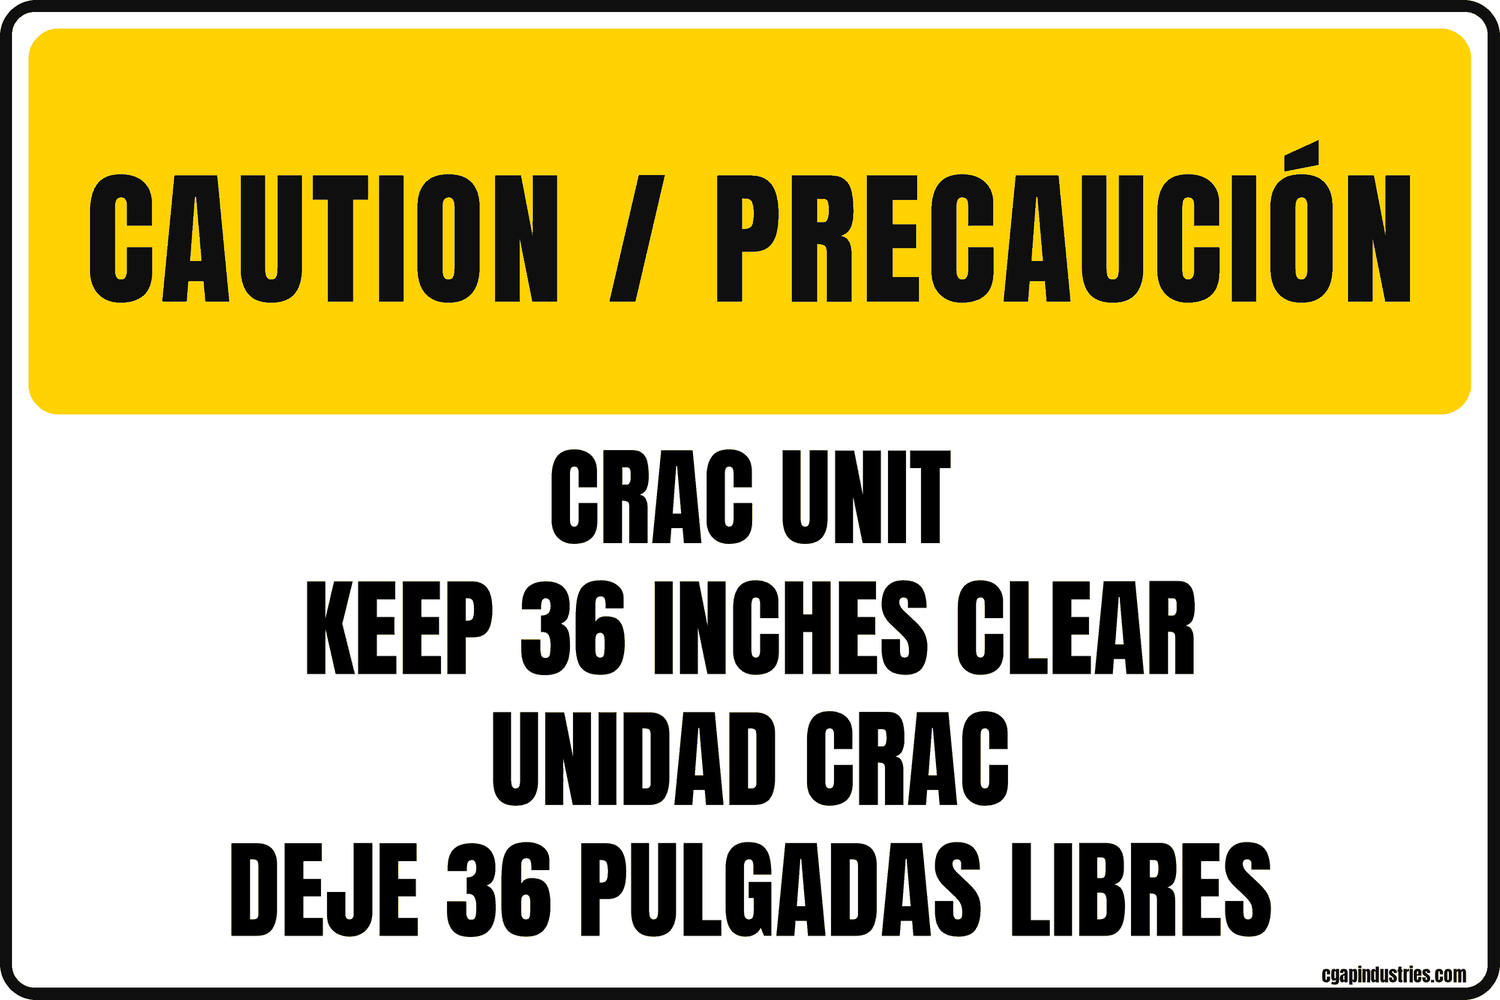 CAUTION / PRECAUCIÓN
CRAC UNIT
KEEP 36 INCHES CLEAR
UNIDAD CRAC
DEJE 36 PULGADAS LIBRES
cgapindustries.com